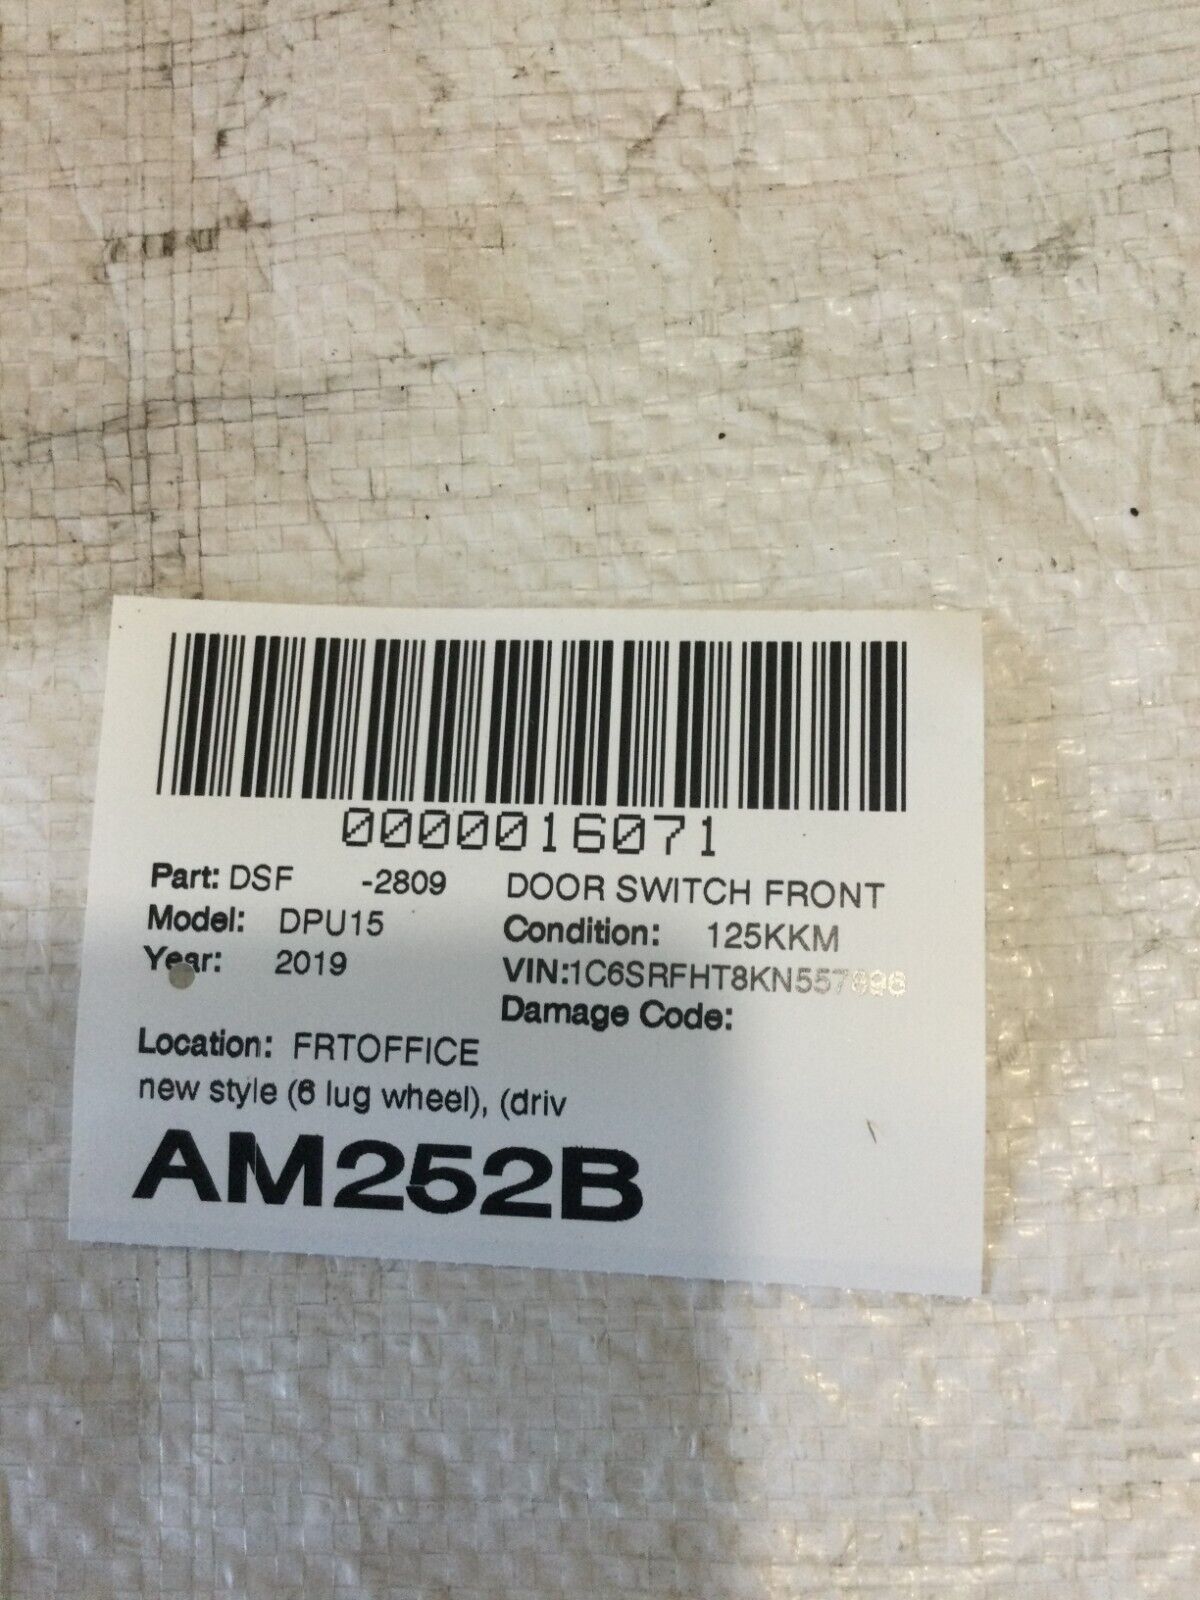 0000016071
Part: DSF -2809 DOOR SWITCH FRONT
Model: DPU15 Condition: 125KKM
Year: 2019 VIN:1C6SRFHT8KN557898
Damage Code:
Location: FRTOFFICE
new style (6 lug wheel), (driv
AM252B